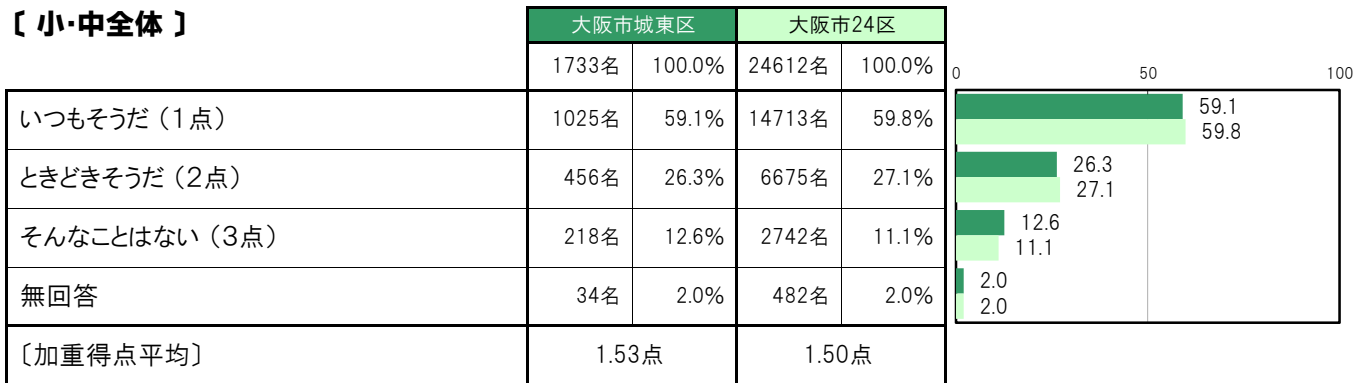 〔 小・中全体 〕
大阪市城東区 大阪市24区
1733名 100.0% 24612名 100.0%
0 50 100
いつもそうだ（1点） 1025名 59.1% 14713名 59.8%
59.1
59.8
ときどきそうだ（2点） 456名 26.3% 6675名 27.1%
26.3
27.1
そんなことはない（3点） 218名 12.6% 2742名 11.1%
12.6
11.1
無回答 34名 2.0% 482名 2.0%
2.0
2.0
〔加重得点平均〕 1.53点 1.50点